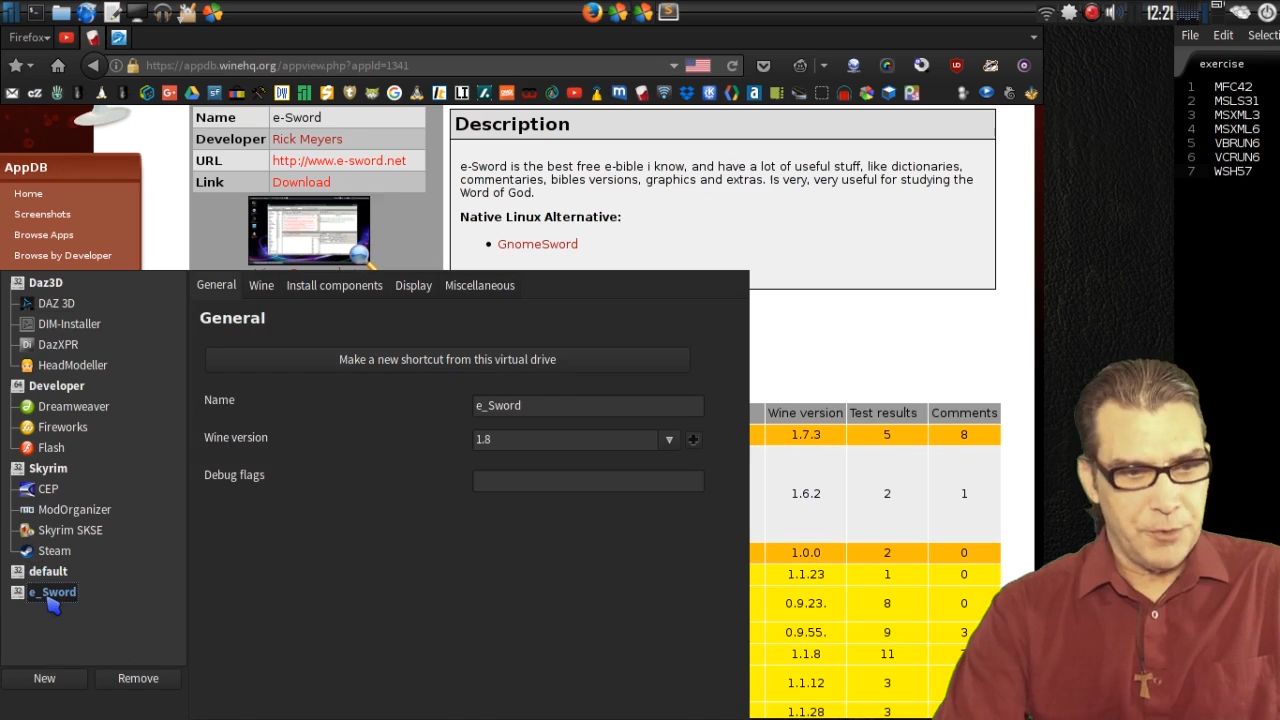 12:21
Firefox
https://appdb.winehq.org/appview.php?appId=1341
File Edit Selecti
exercise
1 MFC42
2 MSLS31
3 MSXML3
4 MSXML6
5 VBRUN6
6 VCRUN6
7 WSH57
AppDB
Home
Screenshots
Browse Apps
Browse by Developer
Name e-Sword
Developer Rick Meyers
URL http://www.e-sword.net
Link Download
Description
e-Sword is the best free e-bible i know, and have a lot of useful stuff, like dictionaries,
commentaries, bibles versions, graphics and extras. Is very, very useful for studying the
Word of God.
Native Linux Alternative:
• GnomeSword
32 Daz3D
DAZ 3D
DIM-Installer
DazXPR
HeadModeller
64 Developer
Dreamweaver
Fireworks
Flash
32 Skyrim
CEP
ModOrganizer
Skyrim SKSE
Steam
32 default
32 e_Sword
New Remove
General Wine Install components Display Miscellaneous
General
Make a new shortcut from this virtual drive
Name e_Sword
Wine version 1.8
Debug flags
Wine version Test results Comments
1.7.3 5 8
1.6.2 2 1
1.0.0 2 0
1.1.23 1 0
0.9.23. 8 0
0.9.55. 9 3
1.1.8 11
1.1.12 3
1.1.28 3